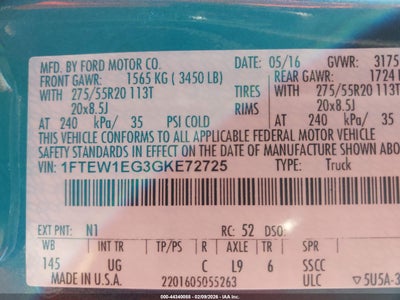 MFD. BY FORD MOTOR CO.
DATE: 05/16 GVWR: 3175
FRONT GAWR: 1565 KG ( 3450 LB) REAR GAWR: 1724
WITH 275/55R20 113T TIRES WITH 275/55R20 113T
20x8.5J RIMS 20x8.5J
AT 240 kPa/ 35 PSI COLD AT 240 kPa/ 35
THIS VEHICLE CONFORMS TO ALL APPLICABLE FEDERAL MOTOR VEHICLE
SAFETY STANDARDS IN EFFECT ON THE DATE OF MANUFACTURE SHOWN ABO
VIN: 1FTEW1EG3GKE72725 TYPE: Truck
EXT PNT: N1 RC: 52 DSO:
WB INT TR TP/PS R AXLE TR SPR
145 UG C L9 6 SSCC
MADE IN U.S.A. 2201605055263 ULC 5U5A-3
000-44340088 - 02/09/2026 - Copyright IAA